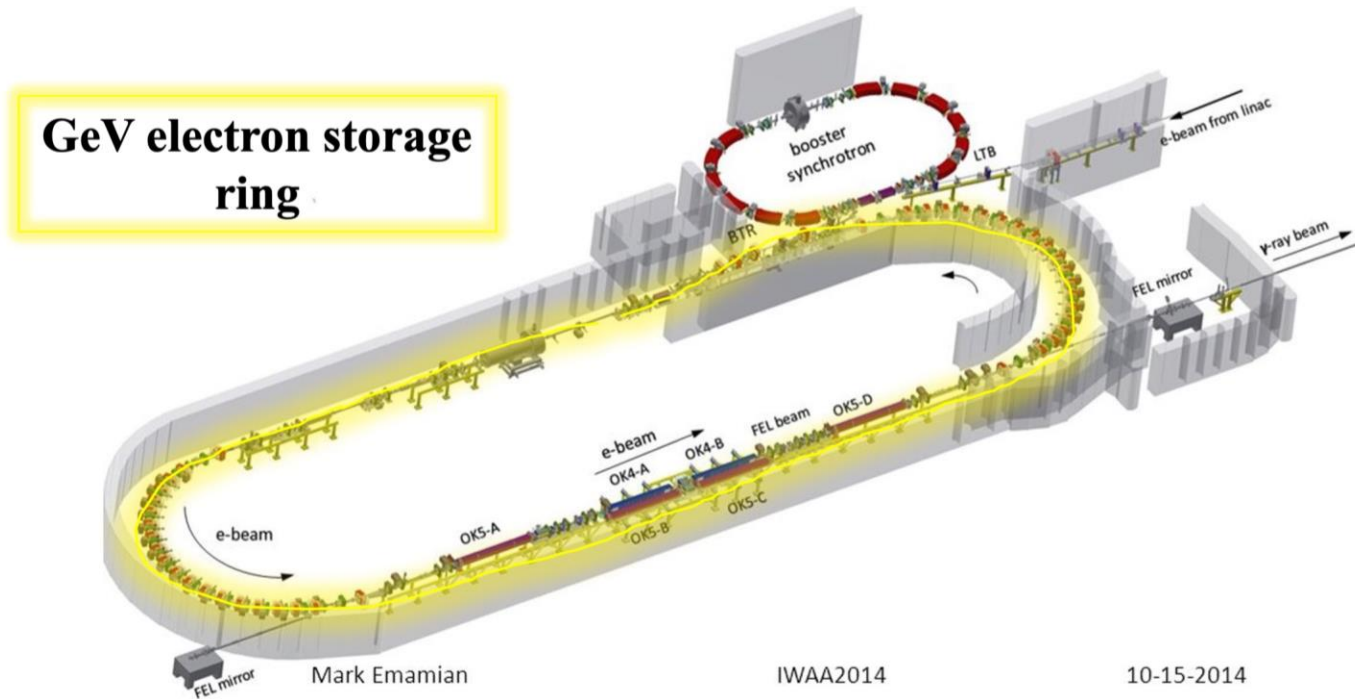 GeV electron storage
ring
booster
synchrotron
LTB
e-beam from linac
BTR
γ-ray beam
FEL mirror
OK5-D
FEL beam
e-beam
OK4-B
OK4-A
OK5-C
OK5-B
OK5-A
e-beam
FEL mirror
Mark Emamian
IWAA2014
10-15-2014